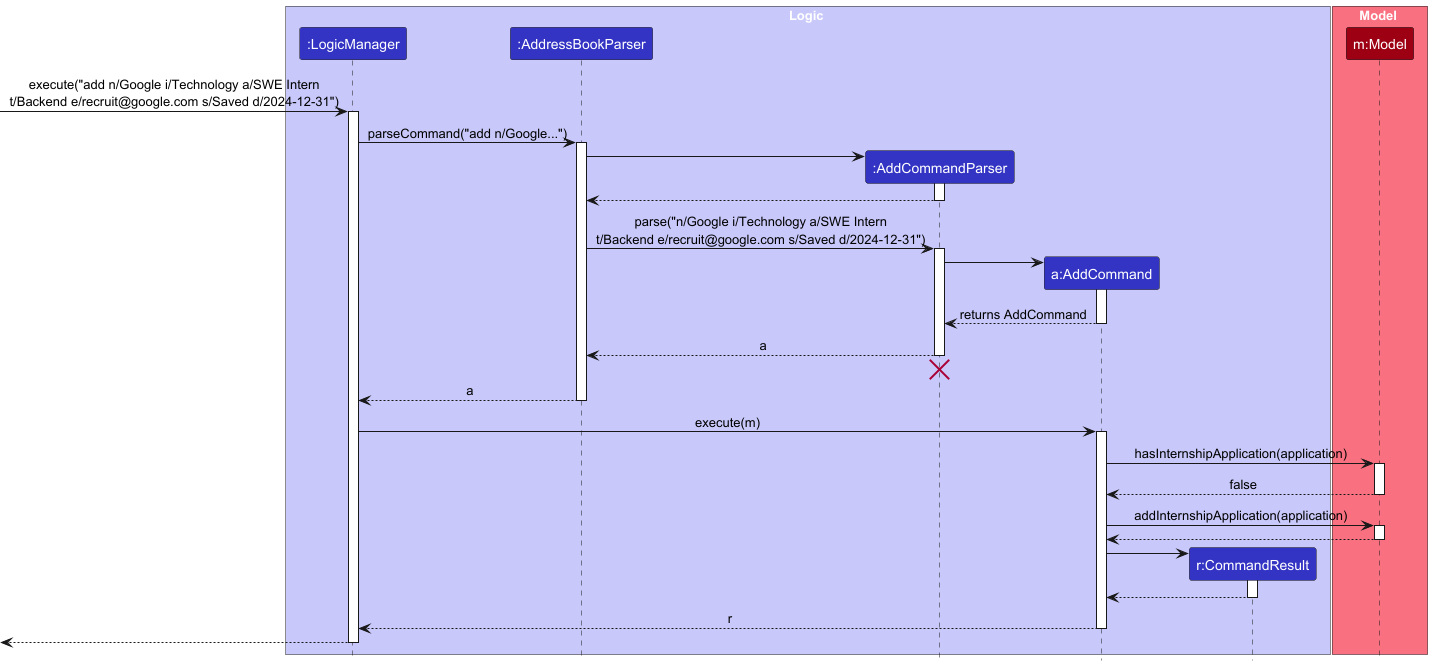 Logic
Model
:LogicManager
:AddressBookParser
m:Model
execute("add n/Google i/Technology a/SWE Intern
t/Backend e/recruit@google.com s/Saved d/2024-12-31")
parseCommand("add n/Google...")
:AddCommandParser
parse("n/Google i/Technology a/SWE Intern
t/Backend e/recruit@google.com s/Saved d/2024-12-31")
a:AddCommand
returns AddCommand
a
a
execute(m)
hasInternshipApplication(application)
false
addInternshipApplication(application)
r:CommandResult
r